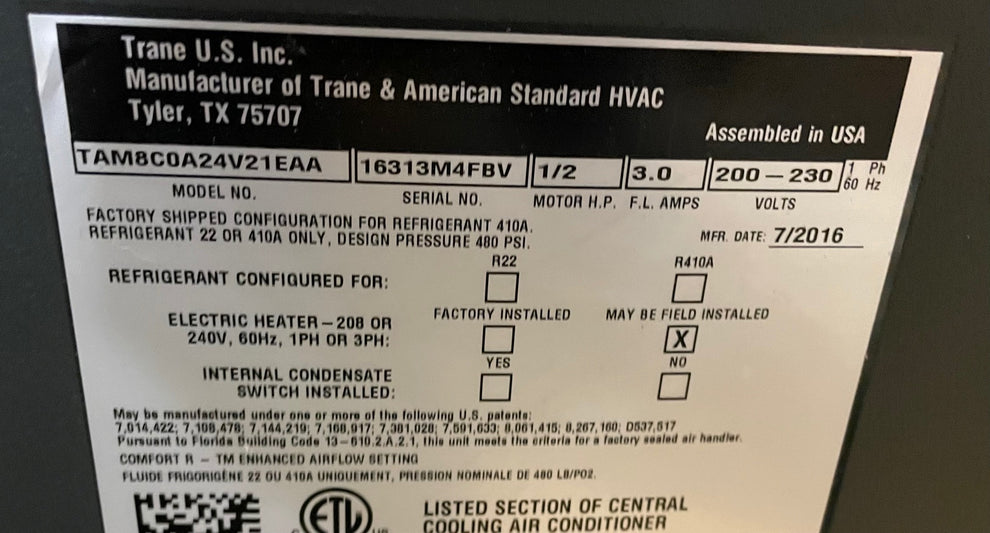 Trane U.S. Inc.
Manufacturer of Trane & American Standard HVAC
Tyler, TX 75707
Assembled in USA
TAM8C0A24V21EAA 16313M4FBV 1/2 3.0 200 – 230 1 Ph
60 Hz
MODEL NO. SERIAL NO. MOTOR H.P. F.L. AMPS VOLTS
FACTORY SHIPPED CONFIGURATION FOR REFRIGERANT 410A.
REFRIGERANT 22 OR 410A ONLY, DESIGN PRESSURE 480 PSI.
MFR. DATE: 7/2016
R22 R410A
REFRIGERANT CONFIGURED FOR:
FACTORY INSTALLED MAY BE FIELD INSTALLED
ELECTRIC HEATER – 208 OR
240V, 60Hz, 1PH OR 3PH: X
YES NO
INTERNAL CONDENSATE
SWITCH INSTALLED:
May be manufactured under one or more of the following U.S. patents:
7,014,422; 7,108,478; 7,144,219; 7,168,917; 7,381,028; 7,591,633; 8,061,415; 8,267,160; D537,517
Pursuant to Florida Building Code 13–610.2.A.2.1, this unit meets the criteria for a factory sealed air handler.
COMFORT R – TM ENHANCED AIRFLOW SETTING
FLUIDE FRIGORIGÈNE 22 OU 410A UNIQUEMENT, PRESSION NOMINALE DE 480 LB/PO2.
ETL
LISTED SECTION OF CENTRAL
COOLING AIR CONDITIONER